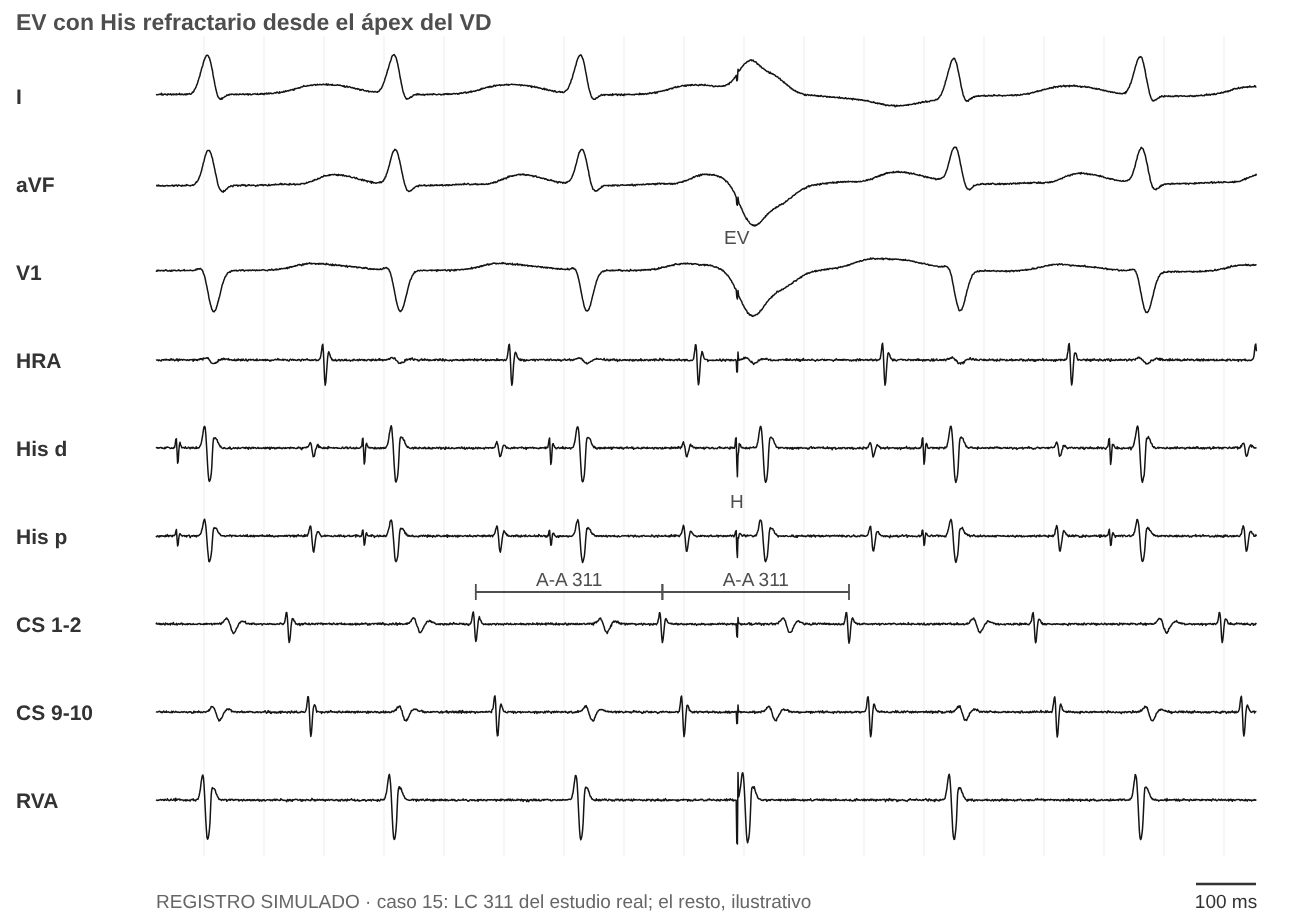 EV con His refractario desde el ápex del VD
I
aVF
EV
V1
HRA
His d
H
His p
A-A 311 A-A 311
CS 1-2
CS 9-10
RVA
REGISTRO SIMULADO · caso 15: LC 311 del estudio real; el resto, ilustrativo
100 ms